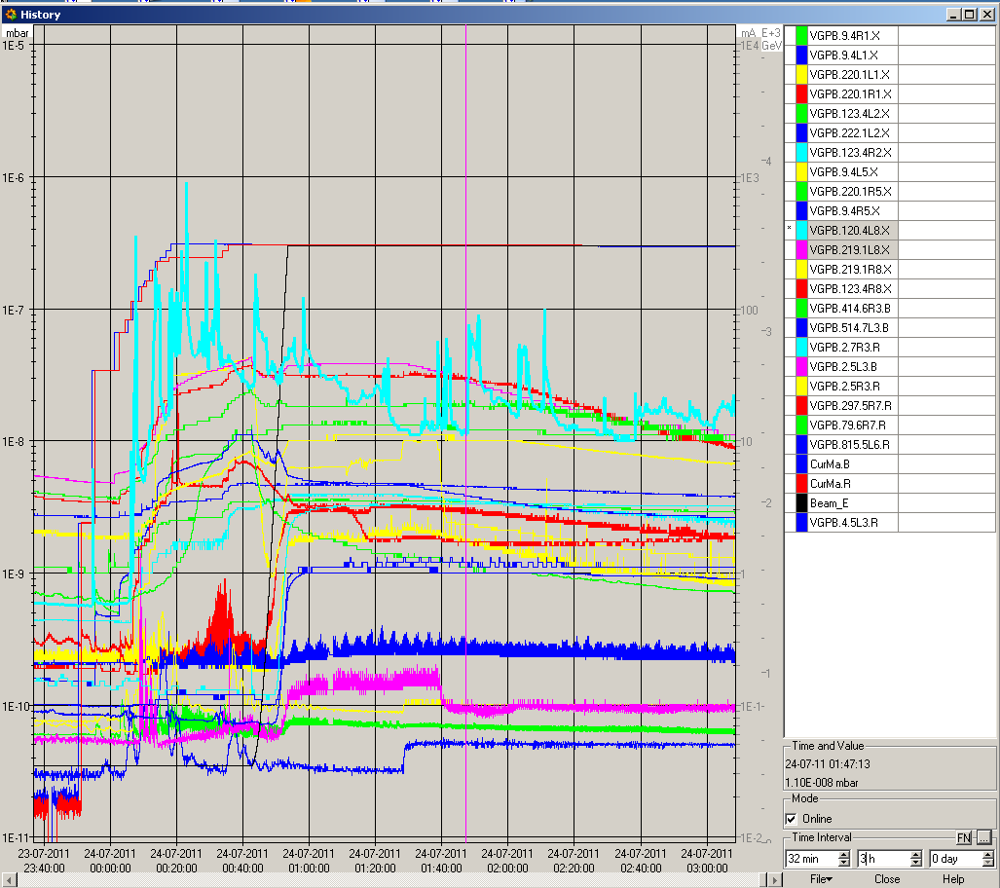 History
mbar
mA E+3
GeV
1E-5
1E-6
1E-7
1E-8
1E-9
1E-10
1E-11
1E4
1E3
100
10
1
1E-1
1E-2
-4
-3
-2
-1
23-07-2011 24-07-2011 24-07-2011 24-07-2011 24-07-2011 24-07-2011 24-07-2011 24-07-2011 24-07-2011 24-07-2011 24-07-2011
23:40:00 00:00:00 00:20:00 00:40:00 01:00:00 01:20:00 01:40:00 02:00:00 02:20:00 02:40:00 03:00:00
VGPB.9.4R1.X
VGPB.9.4L1.X
VGPB.220.1L1.X
VGPB.220.1R1.X
VGPB.123.4L2.X
VGPB.222.1L2.X
VGPB.123.4R2.X
VGPB.9.4L5.X
VGPB.220.1R5.X
VGPB.9.4R5.X
* VGPB.120.4L8.X
VGPB.219.1L8.X
VGPB.219.1R8.X
VGPB.123.4R8.X
VGPB.414.6R3.B
VGPB.514.7L3.B
VGPB.2.7R3.R
VGPB.2.5L3.B
VGPB.2.5R3.R
VGPB.297.5R7.R
VGPB.79.6R7.R
VGPB.815.5L6.R
CurMa.B
CurMa.R
Beam_E
VGPB.4.5L3.R
Time and Value
24-07-11 01:47:13
1.10E-008 mbar
Mode
Online
Time Interval FN ...
32 min 3 h 0 day
File Close Help